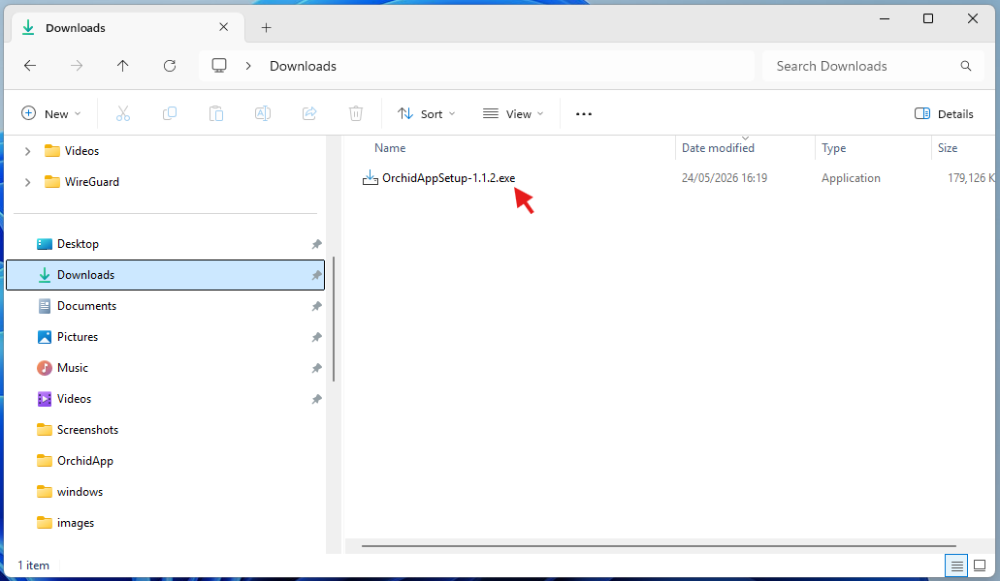 Downloads
Downloads
Search Downloads
New
Sort
View
Details
Videos
WireGuard
Desktop
Downloads
Documents
Pictures
Music
Videos
Screenshots
OrchidApp
windows
images
Name Date modified Type Size
OrchidAppSetup-1.1.2.exe 24/05/2026 16:19 Application 179,126 K
1 item